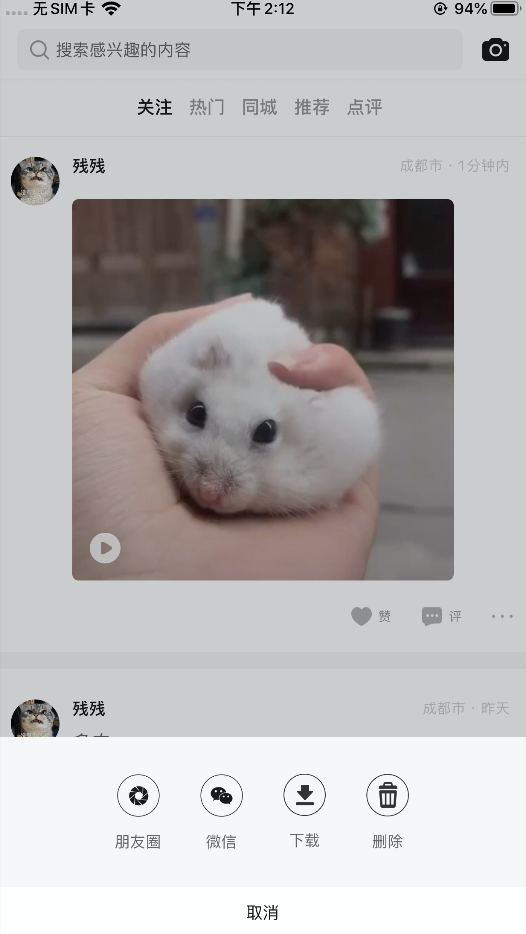 无SIM卡 下午2:12 94%
搜索感兴趣的内容
关注 热门 同城 推荐 点评
残残 成都市 · 1分钟内
赞 评
残残 成都市 · 昨天
朋友圈 微信 下载 删除
取消